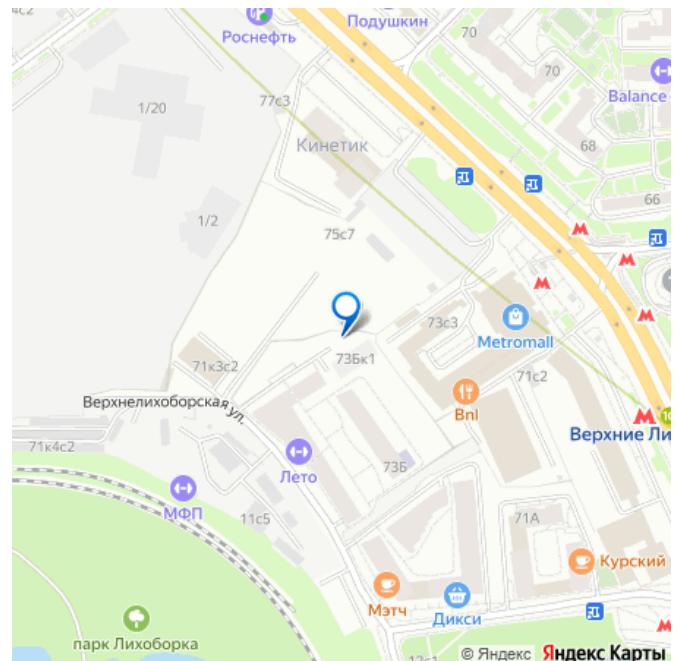 4с2
Роснефть
Подушкин
70
70
1/20
77с3
Balance
Кинетик
68
66
1/2
75с7
73с3
Metromall
73Бк1
71к3с2
71с2
Верхнелихоборская ул.
Bnl
Верхние Ли
71к4с2
Лето
73Б
МФП
11с5
71А
Курский
Мэтч
Дикси
парк Лихоборка
© Яндекс Яндекс Карты